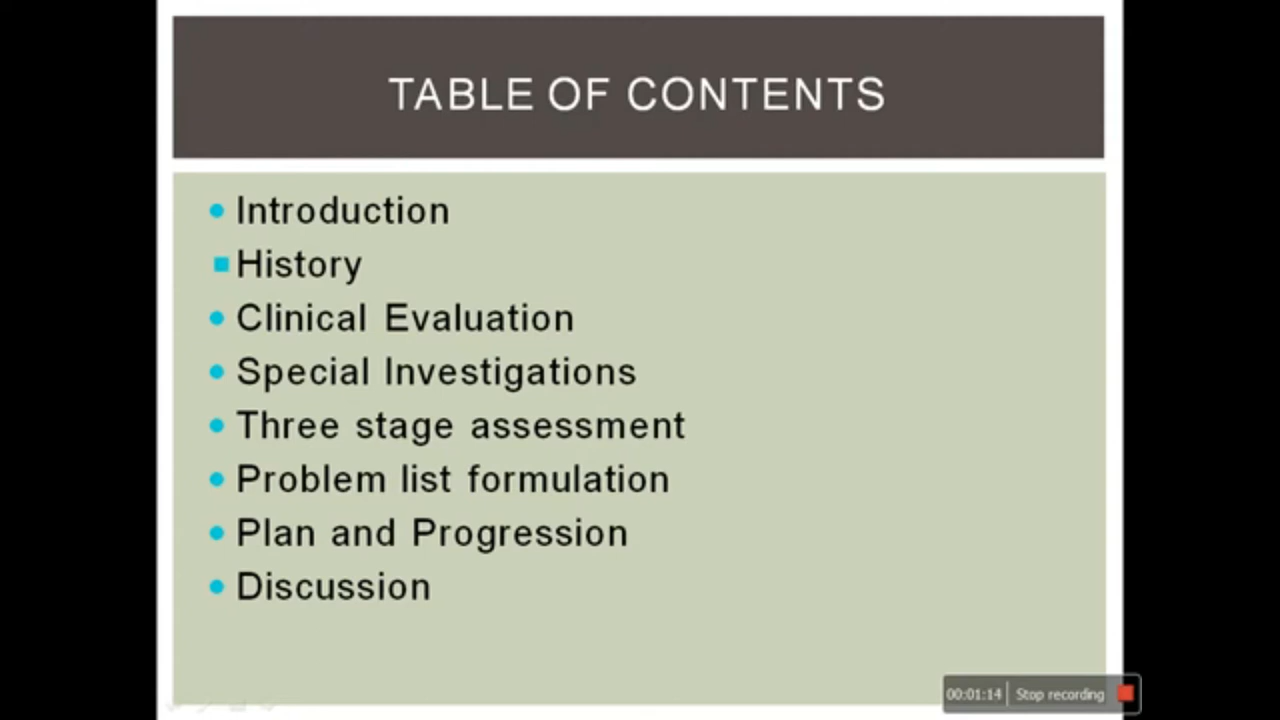 TABLE OF CONTENTS
Introduction
History
Clinical Evaluation
Special Investigations
Three stage assessment
Problem list formulation
Plan and Progression
Discussion
00:01:14 Stop recording